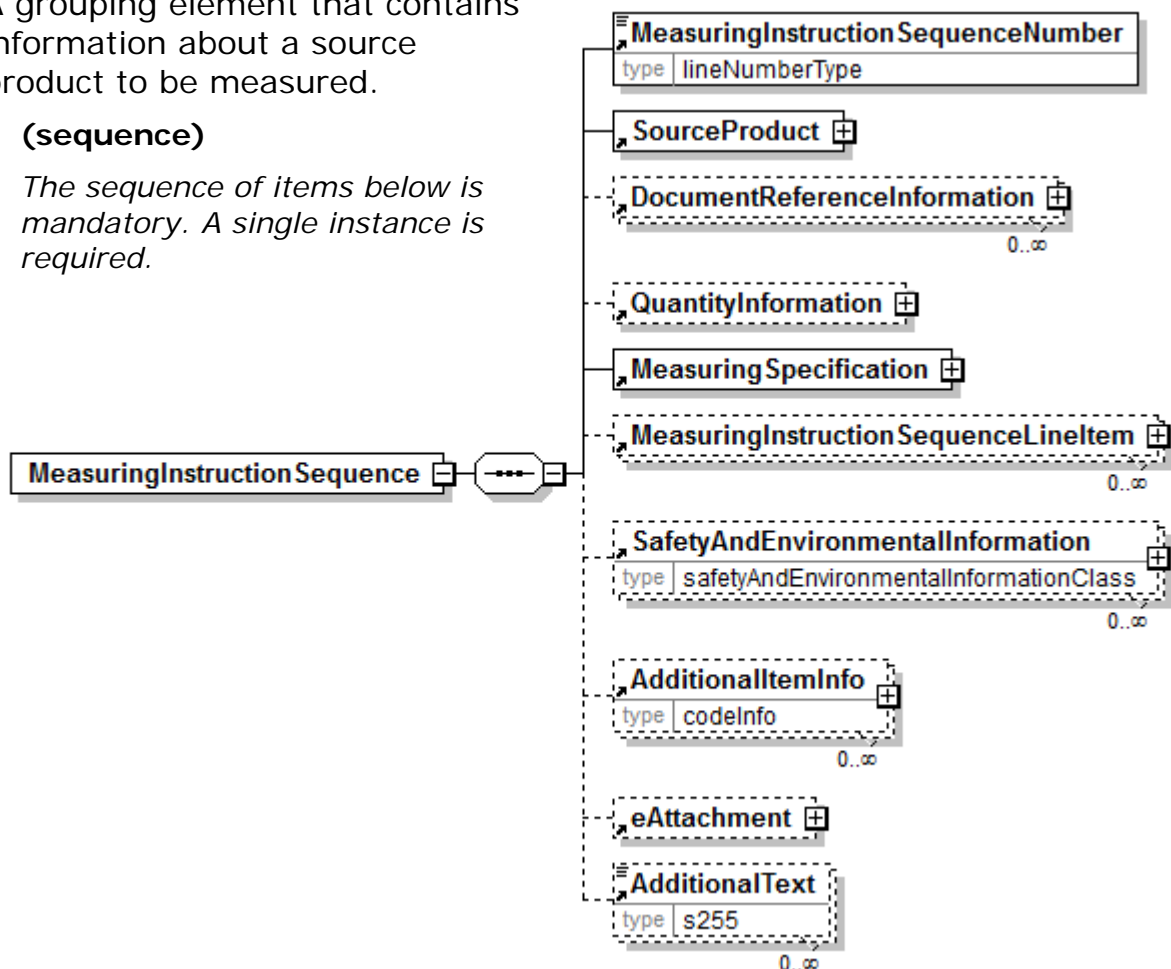 A grouping element that contains
information about a source
product to be measured.
(sequence)
The sequence of items below is
mandatory. A single instance is
required.
MeasuringInstructionSequence
MeasuringInstructionSequenceNumber
type lineNumberType
SourceProduct
DocumentReferenceInformation
0..∞
QuantityInformation
MeasuringSpecification
MeasuringInstructionSequenceLineItem
0..∞
SafetyAndEnvironmentalInformation
type safetyAndEnvironmentalInformationClass
0..∞
AdditionalItemInfo
type codeInfo
0..∞
eAttachment
AdditionalText
type s255
0..∞